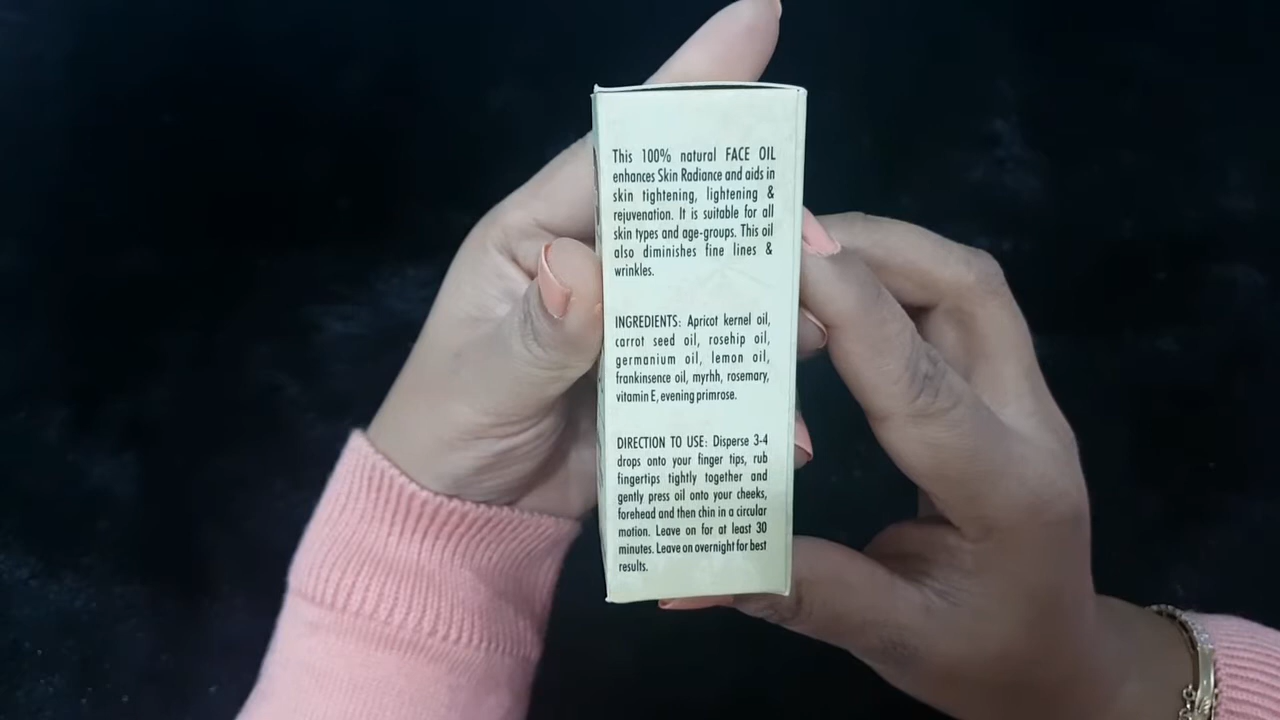 This 100% natural FACE OIL
enhances Skin Radiance and aids in
skin tightening, lightening &
rejuvenation. It is suitable for all
skin types and age-groups. This oil
also diminishes fine lines &
wrinkles.
INGREDIENTS: Apricot kernel oil,
carrot seed oil, rosehip oil,
germanium oil, lemon oil,
frankinsence oil, myrhh, rosemary,
vitamin E, evening primrose.
DIRECTION TO USE: Disperse 3-4
drops onto your finger tips, rub
fingertips tightly together and
gently press oil onto your cheeks,
forehead and then chin in a circular
motion. Leave on for at least 30
minutes. Leave on overnight for best
results.